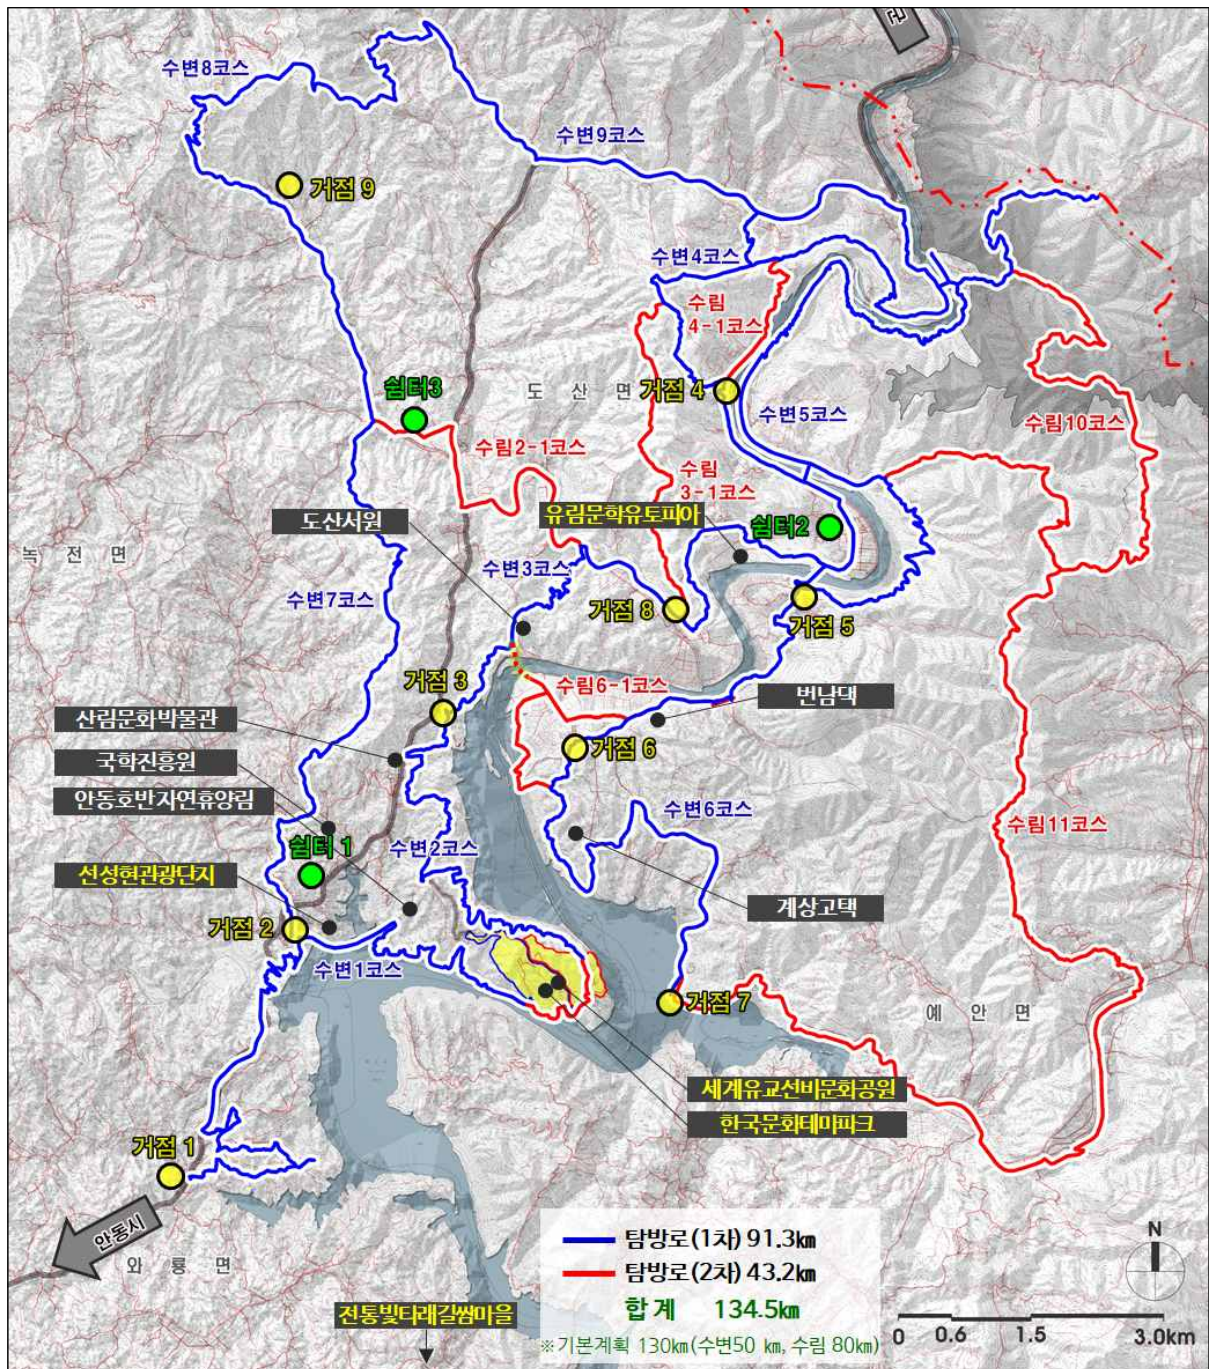 수변8코스
수변9코스
거점 9
수변4코스
수림
4-1코스
쉼터3
도 산 면
거점 4
수변5코스
수림10코스
수림2-1코스
수림
3-1코스
도산서원
유림문학유토피아
쉼터2
녹 전 면
수변3코스
수변7코스
거점 8
거점 5
거점 3
수림6-1코스
번남댁
산림문화박물관
거점 6
국학진흥원
안동호반자연휴양림
수변6코스
수림11코스
쉼터 1
수변2코스
선성현관광단지
계상고택
거점 2
수변1코스
거점 7
예 안 면
세계유교선비문화공원
한국문화테마파크
거점 1
안동시
와 룡 면
전통빛타래길쌈마을
탐방로(1차) 91.3㎞
탐방로(2차) 43.2㎞
합 계 134.5㎞
※기본계획 130㎞(수변50 ㎞, 수림 80㎞)
N
0 0.6 1.5 3.0㎞